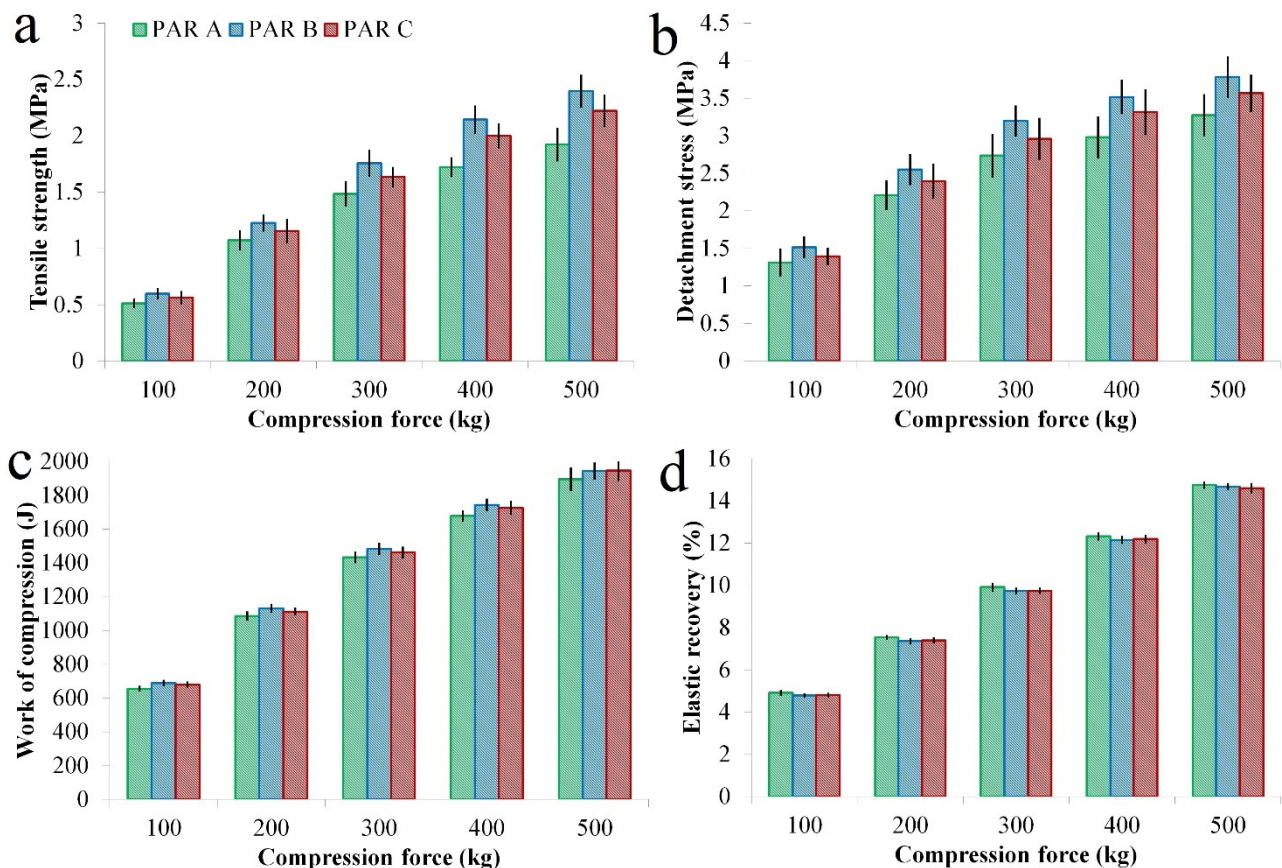 a
PAR A PAR B PAR C
Tensile strength (MPa)
3
2.5
2
1.5
1
0.5
0
100 200 300 400 500
Compression force (kg)
b
Detachment stress (MPa)
4.5
4
3.5
3
2.5
2
1.5
1
0.5
0
100 200 300 400 500
Compression force (kg)
c
Work of compression (J)
2000
1800
1600
1400
1200
1000
800
600
400
200
0
100 200 300 400 500
Compression force (kg)
d
Elastic recovery (%)
16
14
12
10
8
6
4
2
0
100 200 300 400 500
Compression force (kg)